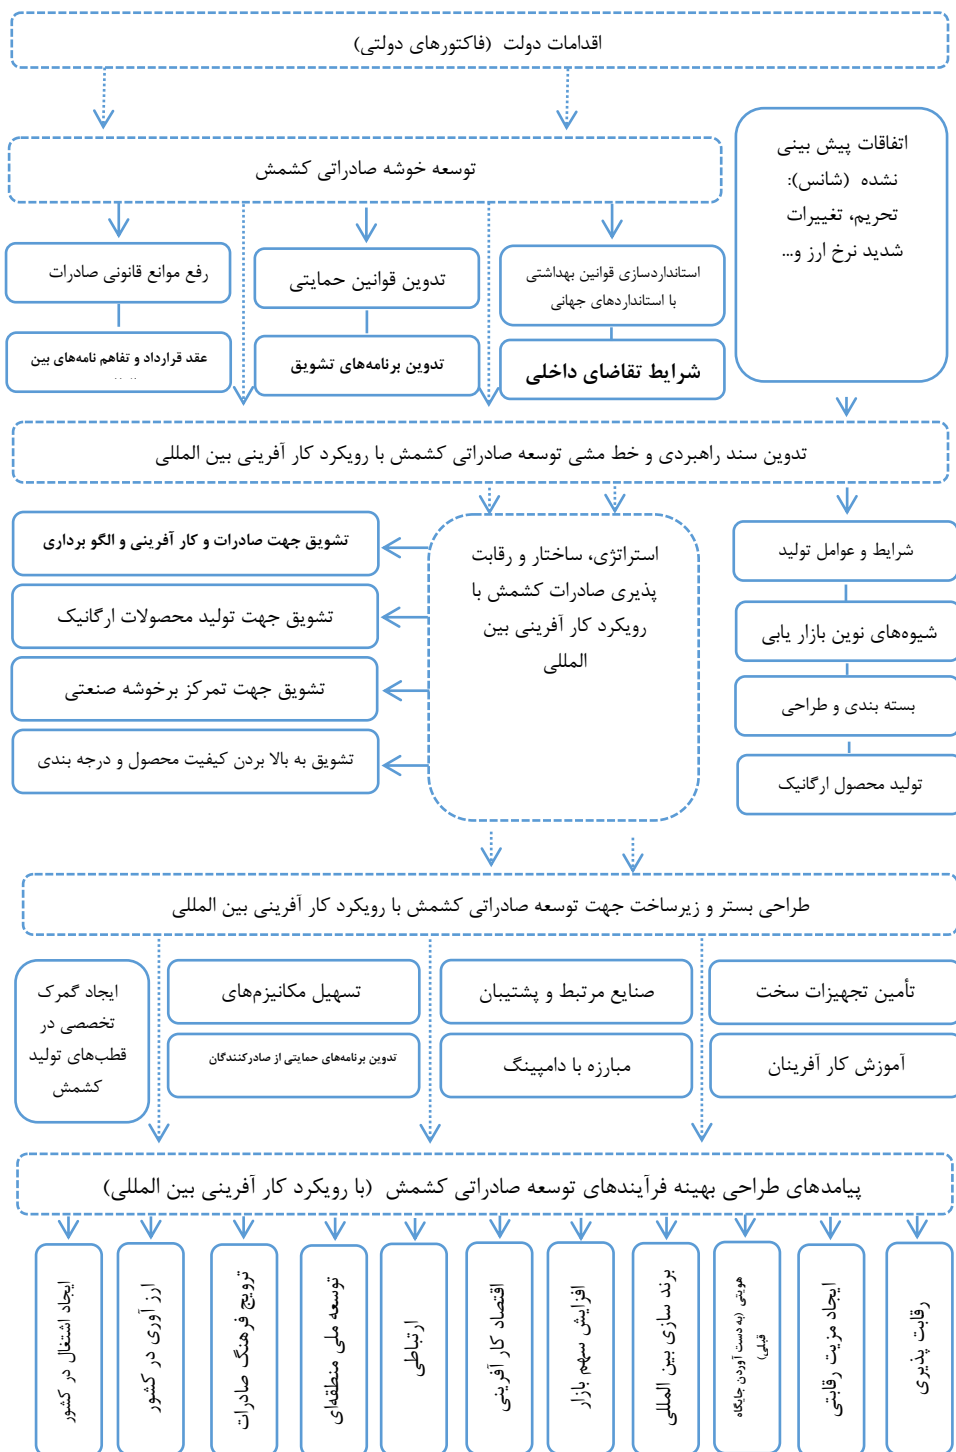 اقدامات دولت (فاکتورهای دولتی)
توسعه خوشه صادراتی کشمش
اتفاقات پیش بینی
نشده (شانس):
تحریم، تغییرات
شدید نرخ ارز و...
استانداردسازی قوانین بهداشتی
با استانداردهای جهانی
تدوین قوانین حمایتی
رفع موانع قانونی صادرات
شرایط تقاضای داخلی
تدوین برنامه‌های تشویق
عقد قرارداد و تفاهم نامه‌های بین
تدوین سند راهبردی و خط مشی توسعه صادراتی کشمش با رویکرد کار آفرینی بین المللی
شرایط و عوامل تولید
شیوه‌های نوین بازار یابی
بسته بندی و طراحی
تولید محصول ارگانیک
استراتژی، ساختار و رقابت
پذیری صادرات کشمش با
رویکرد کار آفرینی بین
المللی
تشویق جهت صادرات و کار آفرینی و الگو برداری
تشویق جهت تولید محصولات ارگانیک
تشویق جهت تمرکز برخوشه صنعتی
تشویق به بالا بردن کیفیت محصول و درجه بندی
طراحی بستر و زیرساخت جهت توسعه صادراتی کشمش با رویکرد کار آفرینی بین المللی
تأمین تجهیزات سخت
صنایع مرتبط و پشتیبان
تسهیل مکانیزم‌های
ایجاد گمرک
تخصصی در
قطب‌های تولید
کشمش
آموزش کار آفرینان
مبارزه با دامپینگ
تدوین برنامه‌های حمایتی از صادرکنندگان
پیامدهای طراحی بهینه فرآیندهای توسعه صادراتی کشمش (با رویکرد کار آفرینی بین المللی)
رقابت پذیری
ایجاد مزیت رقابتی
هویتی (به دست آوردن جایگاه
قبلی)
برند سازی بین المللی
افزایش سهم بازار
اقتصاد کار آفرینی
ارتباطی
توسعه ملی منطقه‌ای
ترویج فرهنگ صادرات
ارز آوری در کشور
ایجاد اشتغال در کشور